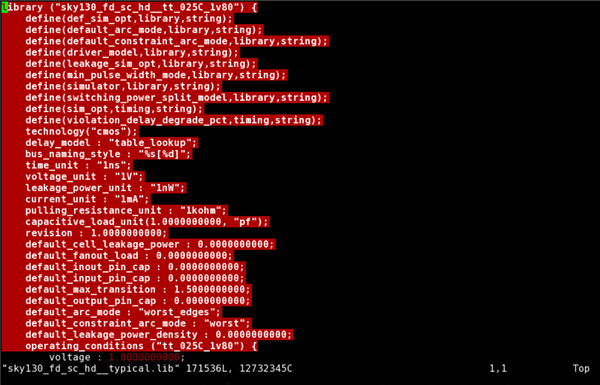 library ("sky130_fd_sc_hd__tt_025C_1v80") {
    define(def_sim_opt,library,string);
    define(default_arc_mode,library,string);
    define(default_constraint_arc_mode,library,string);
    define(driver_model,library,string);
    define(leakage_sim_opt,library,string);
    define(min_pulse_width_mode,library,string);
    define(simulator,library,string);
    define(switching_power_split_model,library,string);
    define(sim_opt,timing,string);
    define(violation_delay_degrade_pct,timing,string);
    technology("cmos");
    delay_model : "table_lookup";
    bus_naming_style : "%s[%d]";
    time_unit : "1ns";
    voltage_unit : "1V";
    leakage_power_unit : "1nW";
    current_unit : "1mA";
    pulling_resistance_unit : "1kohm";
    capacitive_load_unit(1.0000000000, "pf");
    revision : 1.0000000000;
    default_cell_leakage_power : 0.0000000000;
    default_fanout_load : 0.0000000000;
    default_inout_pin_cap : 0.0000000000;
    default_input_pin_cap : 0.0000000000;
    default_max_transition : 1.5000000000;
    default_output_pin_cap : 0.0000000000;
    default_arc_mode : "worst_edges";
    default_constraint_arc_mode : "worst";
    default_leakage_power_density : 0.0000000000;
    operating_conditions ("tt_025C_1v80") {
        voltage : 1.8000000000;
"sky130_fd_sc_hd__typical.lib" 171536L, 12732345C 1,1 Top